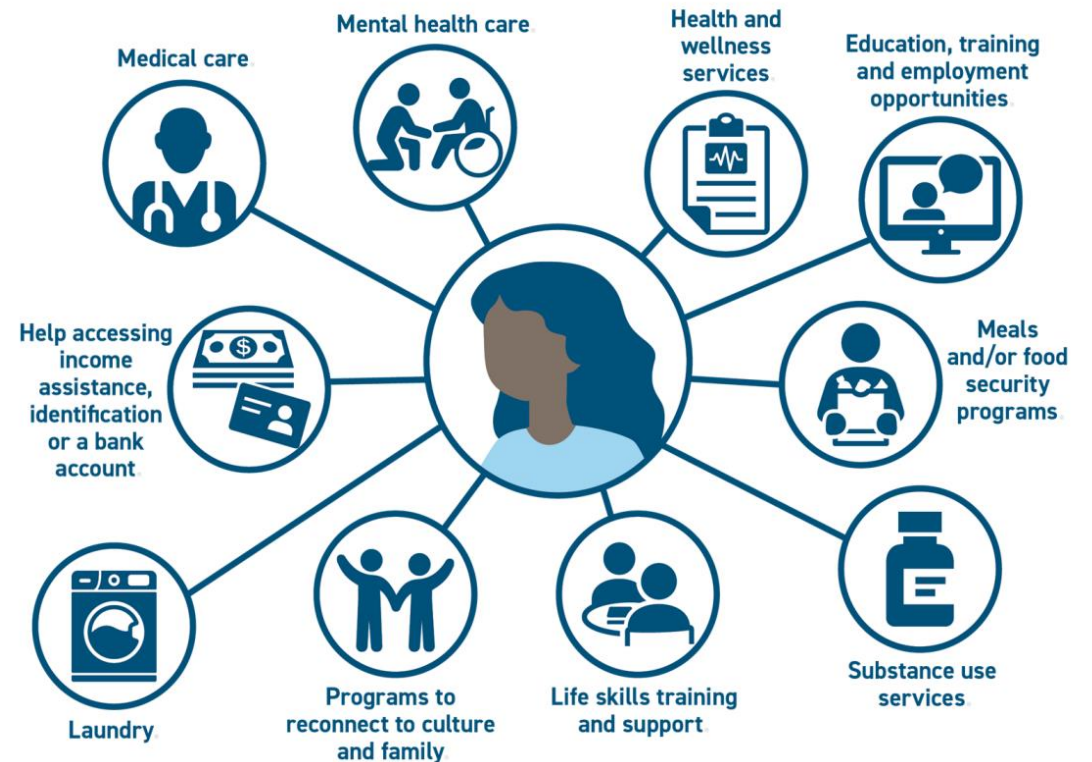 Medical care.
Mental health care.
Health and
wellness
services.
Education, training
and employment
opportunities.
Help accessing
income
assistance,
identification
or a bank
account.
$
Meals
and/or food
security
programs.
Laundry.
Programs to
reconnect to culture
and family.
Life skills training
and support.
Substance use
services.